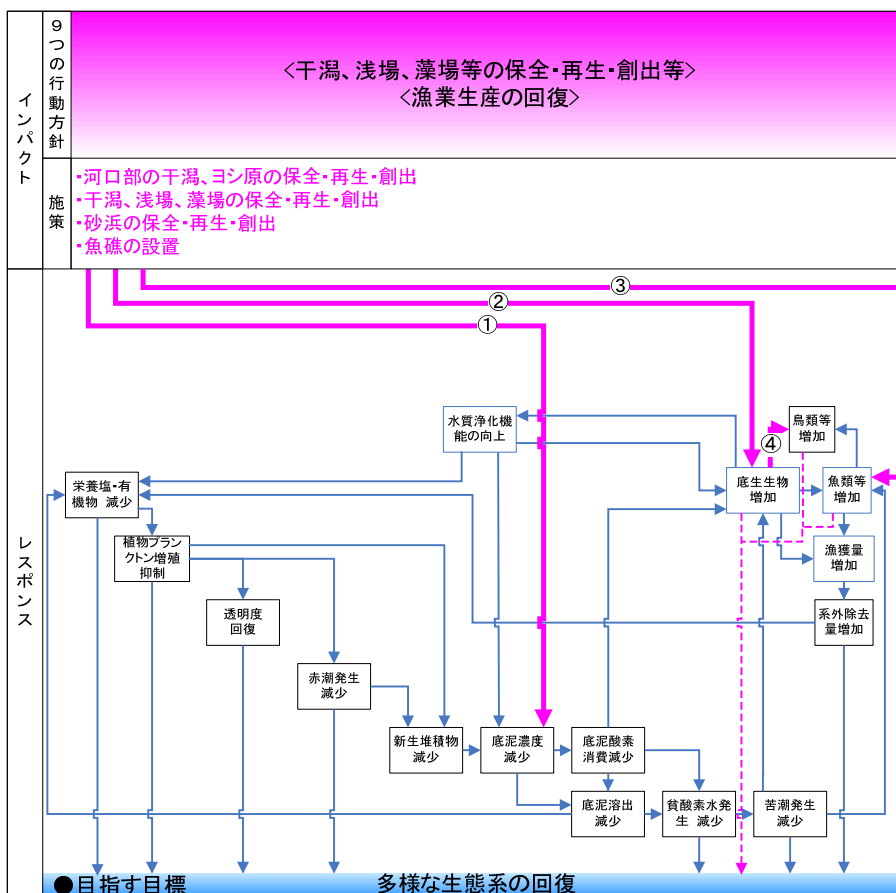 インパクト
9つの行動方針
<干潟、浅場、藻場等の保全・再生・創出等>
<漁業生産の回復>
施策
・河口部の干潟、ヨシ原の保全・再生・創出
・干潟、浅場、藻場の保全・再生・創出
・砂浜の保全・再生・創出
・魚礁の設置
レスポンス
③
②
①
水質浄化機
能の向上
鳥類等
増加
④
栄養塩・有
機物 減少
底生生物
増加
魚類等
増加
植物プラン
クトン増殖
抑制
漁獲量
増加
透明度
回復
系外除去
量増加
赤潮発生
減少
新生堆積物
減少
底泥濃度
減少
底泥酸素
消費減少
底泥溶出
減少
貧酸素水発
生 減少
苦潮発生
減少
●目指す目標
多様な生態系の回復